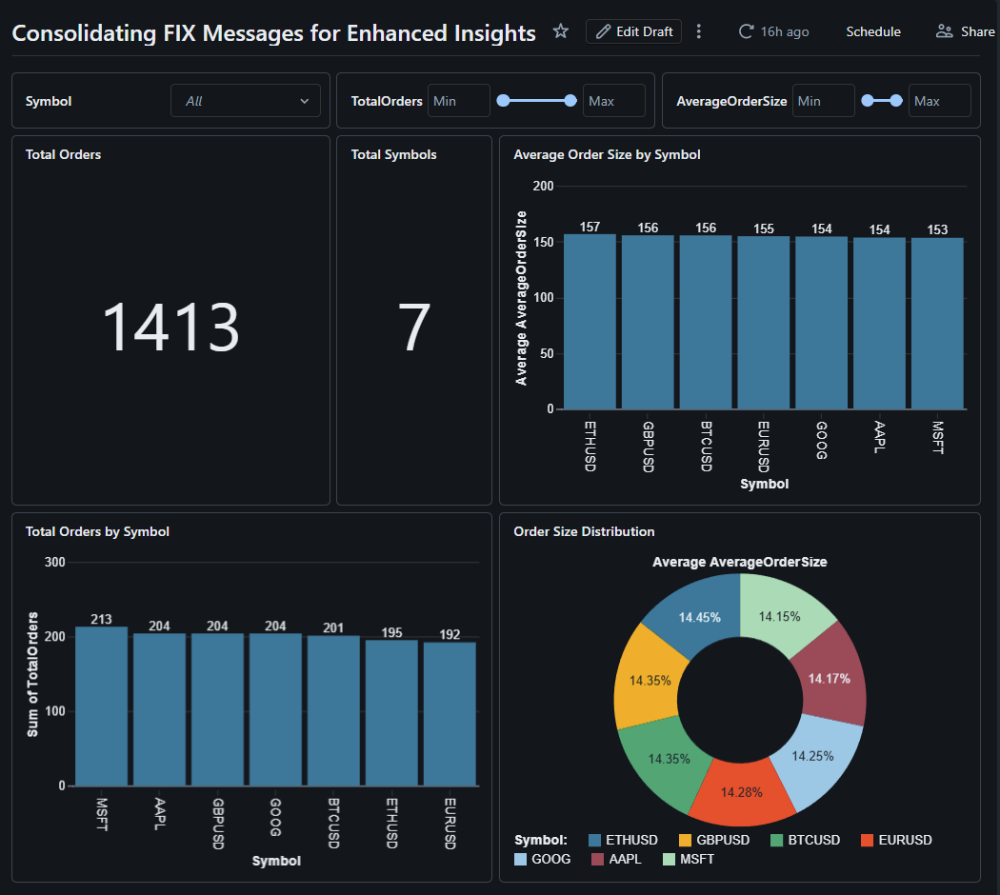 Consolidating FIX Messages for Enhanced Insights Edit Draft 16h ago Schedule Share
Symbol All TotalOrders Min Max AverageOrderSize Min Max
Total Orders
1413
Total Symbols
7
Average Order Size by Symbol
Average AverageOrderSize
200
150
100
50
0
157 156 156 155 154 154 153
ETHUSD GBPUSD BTCUSD EURUSD GOOG AAPL MSFT
Symbol
Total Orders by Symbol
Sum of TotalOrders
300
200
100
0
213 204 204 204 201 195 192
MSFT AAPL GBPUSD GOOG BTCUSD ETHUSD EURUSD
Symbol
Order Size Distribution
Average AverageOrderSize
14.45% 14.15%
14.35% 14.17%
14.35% 14.25%
14.28%
Symbol: ETHUSD GBPUSD BTCUSD EURUSD
GOOG AAPL MSFT